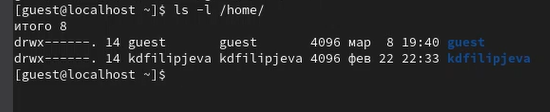 [guest@localhost ~]$ ls -l /home/
итого 8
drwx------. 14 guest guest 4096 мар 8 19:40 guest
drwx------. 14 kdfilipjeva kdfilipjeva 4096 фев 22 22:33 kdfilipjeva
[guest@localhost ~]$